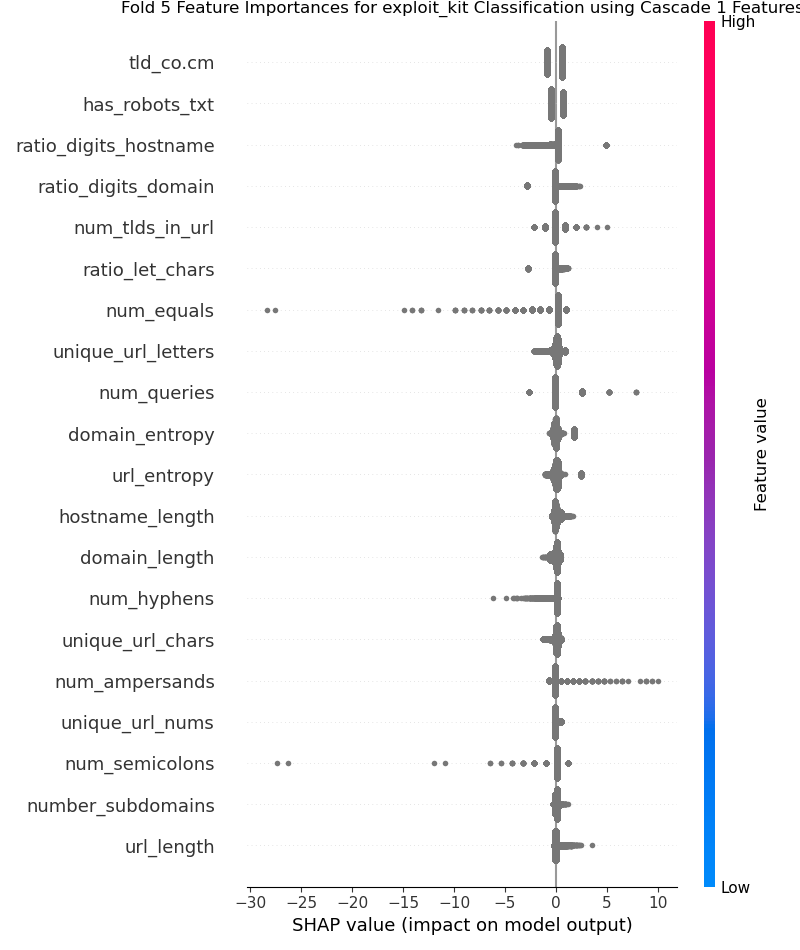 Fold 5 Feature Importances for exploit_kit Classification using Cascade 1 Features
High
tld_co.cm
has_robots_txt
ratio_digits_hostname
ratio_digits_domain
num_tlds_in_url
ratio_let_chars
num_equals
unique_url_letters
num_queries
domain_entropy
url_entropy
hostname_length
domain_length
num_hyphens
unique_url_chars
num_ampersands
unique_url_nums
num_semicolons
number_subdomains
url_length
Feature value
Low
−30 −25 −20 −15 −10 −5 0 5 10
SHAP value (impact on model output)